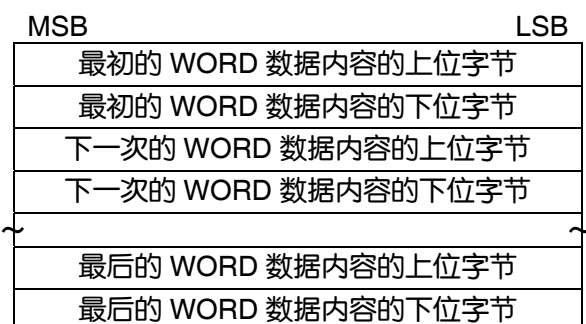 MSB LSB
最初的 WORD 数据内容的上位字节
最初的 WORD 数据内容的下位字节
下一次的 WORD 数据内容的上位字节
下一次的 WORD 数据内容的下位字节
~ ~
最后的 WORD 数据内容的上位字节
最后的 WORD 数据内容的下位字节